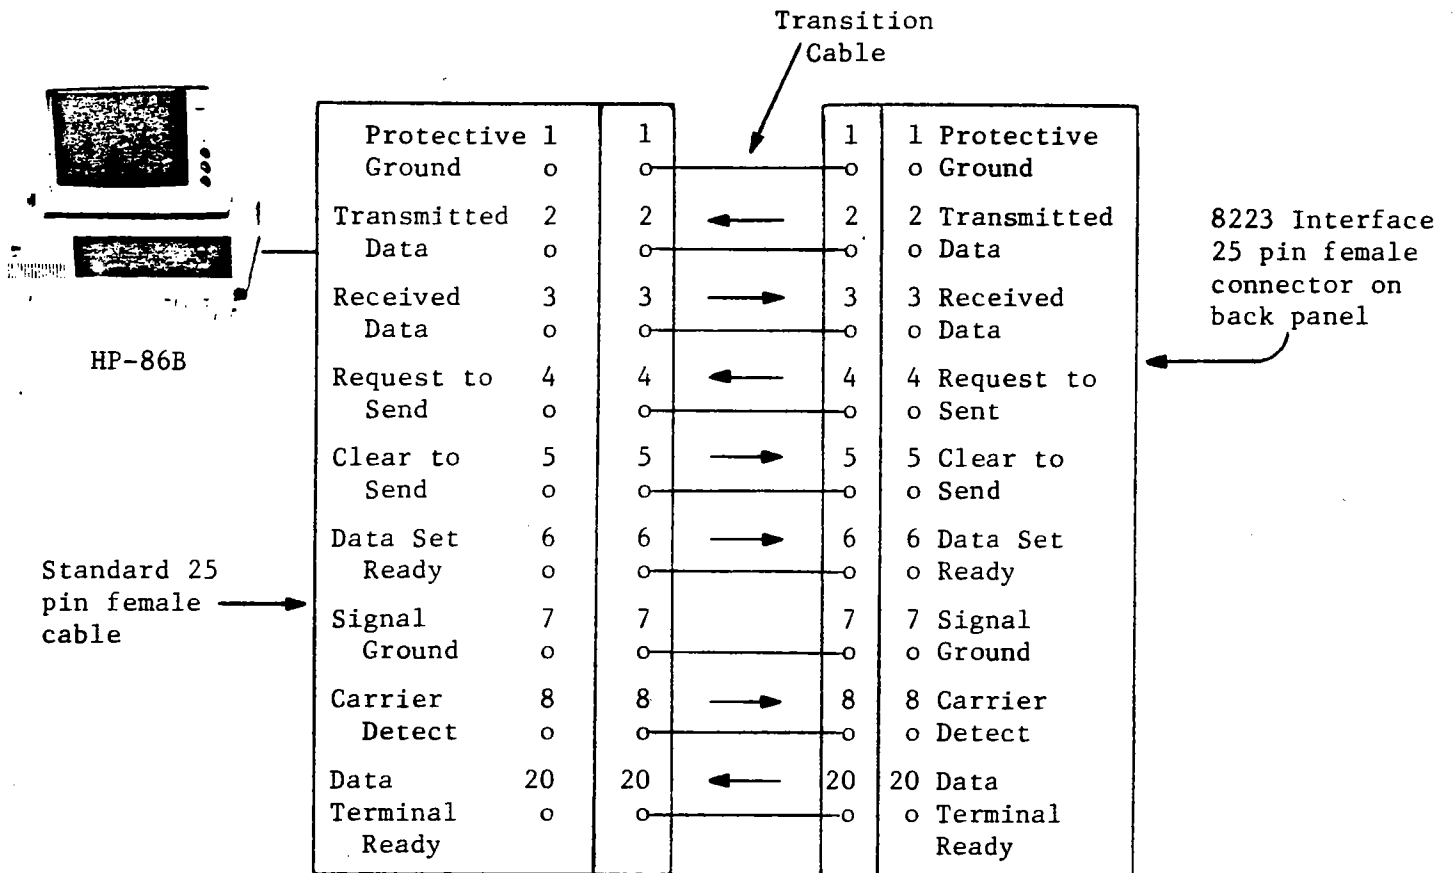 Transition
Cable
Protective 1 1 1 1 Protective
Ground o o o o Ground
Transmitted 2 2 2 2 Transmitted
Data o o o o Data
Received 3 3 3 3 Received
Data o o o o Data
Request to 4 4 4 4 Request to
Send o o o o Sent
Clear to 5 5 5 5 Clear to
Send o o o o Send
Data Set 6 6 6 6 Data Set
Ready o o o o Ready
Signal 7 7 7 7 Signal
Ground o o o o Ground
Carrier 8 8 8 8 Carrier
Detect o o o o Detect
Data 20 20 20 20 Data
Terminal o o o o Terminal
Ready Ready
HP-86B
Standard 25
pin female
cable
8223 Interface
25 pin female
connector on
back panel